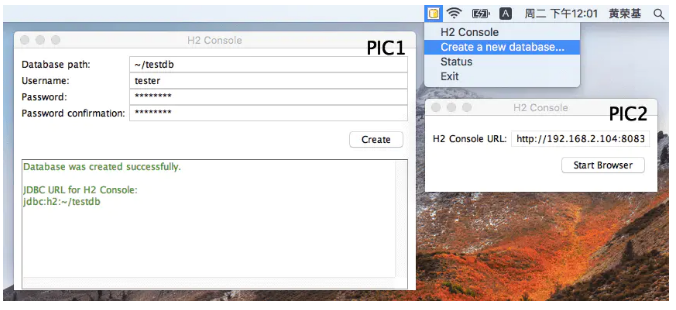 H2 Console
PIC1
Database path:
~/testdb
Username:
tester
Password:
********
Password confirmation:
********
Create
Database was created successfully.
JDBC URL for H2 Console:
jdbc:h2:~/testdb
A
周二 下午12:01
黄荣基
H2 Console
Create a new database...
Status
Exit
H2 Console
PIC2
H2 Console URL:
http://192.168.2.104:8083
Start Browser